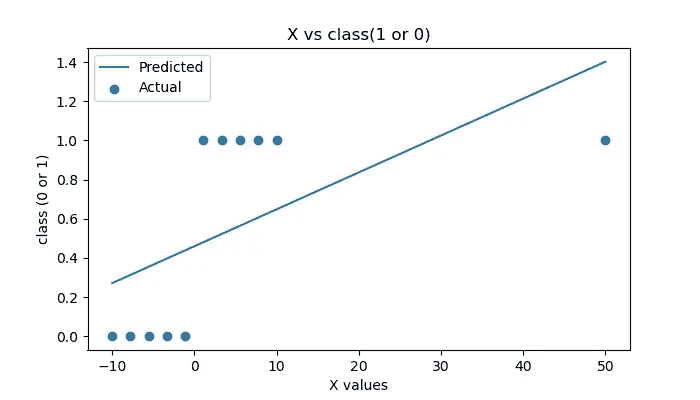 X vs class(1 or 0)
Predicted
Actual
class (0 or 1)
1.4
1.2
1.0
0.8
0.6
0.4
0.2
0.0
−10 0 10 20 30 40 50
X values